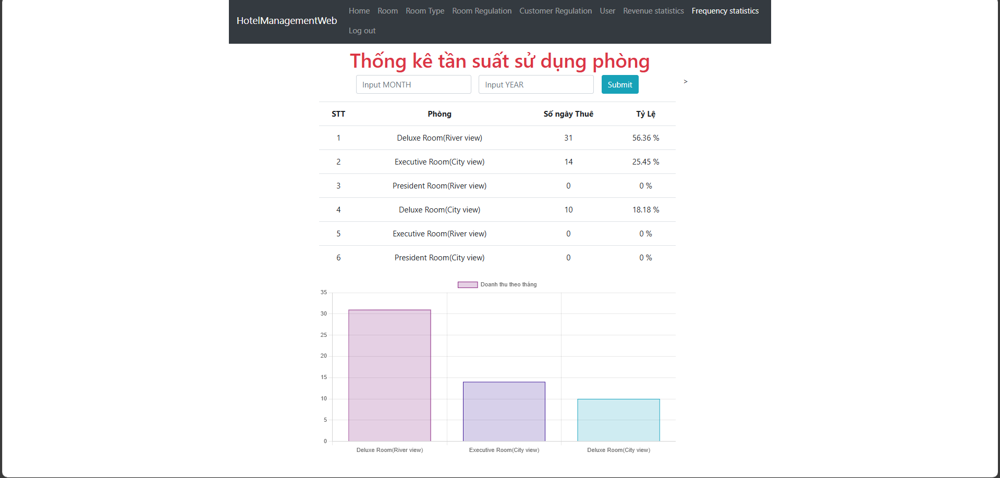 HotelManagementWeb
Home Room Room Type Room Regulation Customer Regulation User Revenue statistics Frequency statistics
Log out
Thống kê tần suất sử dụng phòng
Input MONTH Input YEAR Submit >
STT Phòng Số ngày Thuê Tỷ Lệ
1 Deluxe Room(River view) 31 56.36 %
2 Executive Room(City view) 14 25.45 %
3 President Room(River view) 0 0 %
4 Deluxe Room(City view) 10 18.18 %
5 Executive Room(River view) 0 0 %
6 President Room(City view) 0 0 %
Doanh thu theo tháng
35
30
25
20
15
10
5
0
Deluxe Room(River view) Executive Room(City view) Deluxe Room(City view)